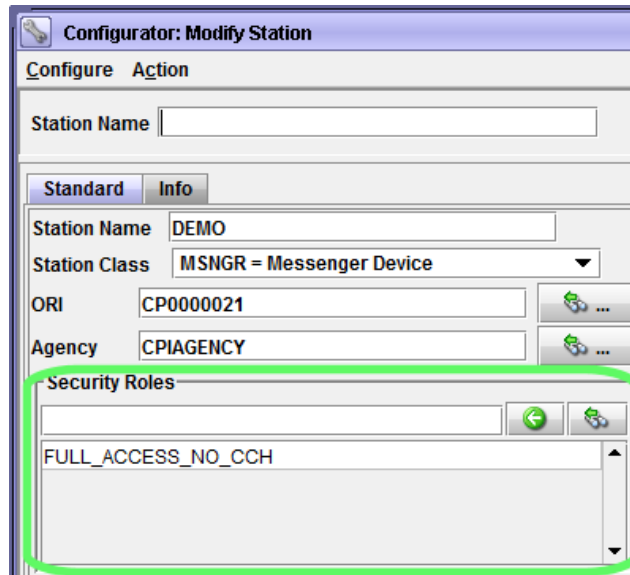 Configurator: Modify Station
Configure Action
Station Name
Standard Info
Station Name DEMO
Station Class MSNGR = Messenger Device
ORI CP0000021 ...
Agency CPIAGENCY ...
Security Roles
FULL_ACCESS_NO_CCH